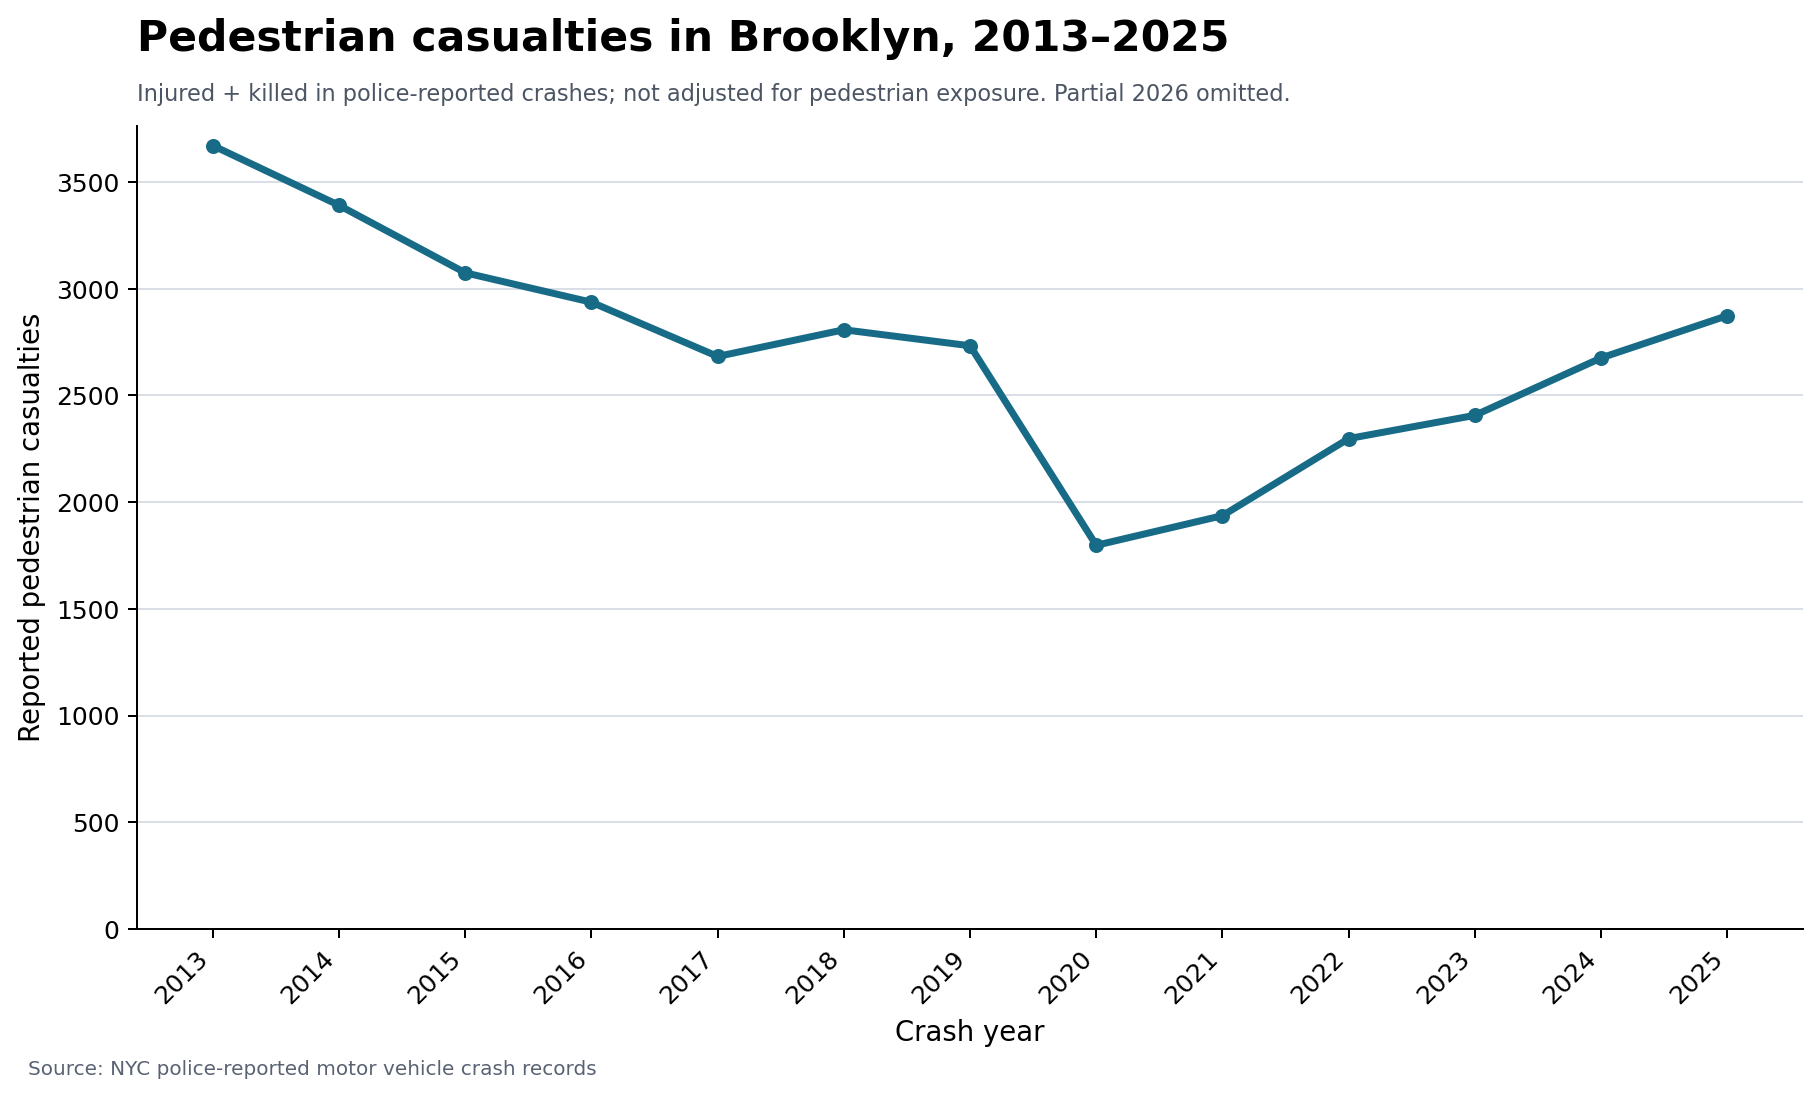 Pedestrian casualties in Brooklyn, 2013–2025
Injured + killed in police-reported crashes; not adjusted for pedestrian exposure. Partial 2026 omitted.
Reported pedestrian casualties
3500
3000
2500
2000
1500
1000
500
0
2013 2014 2015 2016 2017 2018 2019 2020 2021 2022 2023 2024 2025
Crash year
Source: NYC police-reported motor vehicle crash records